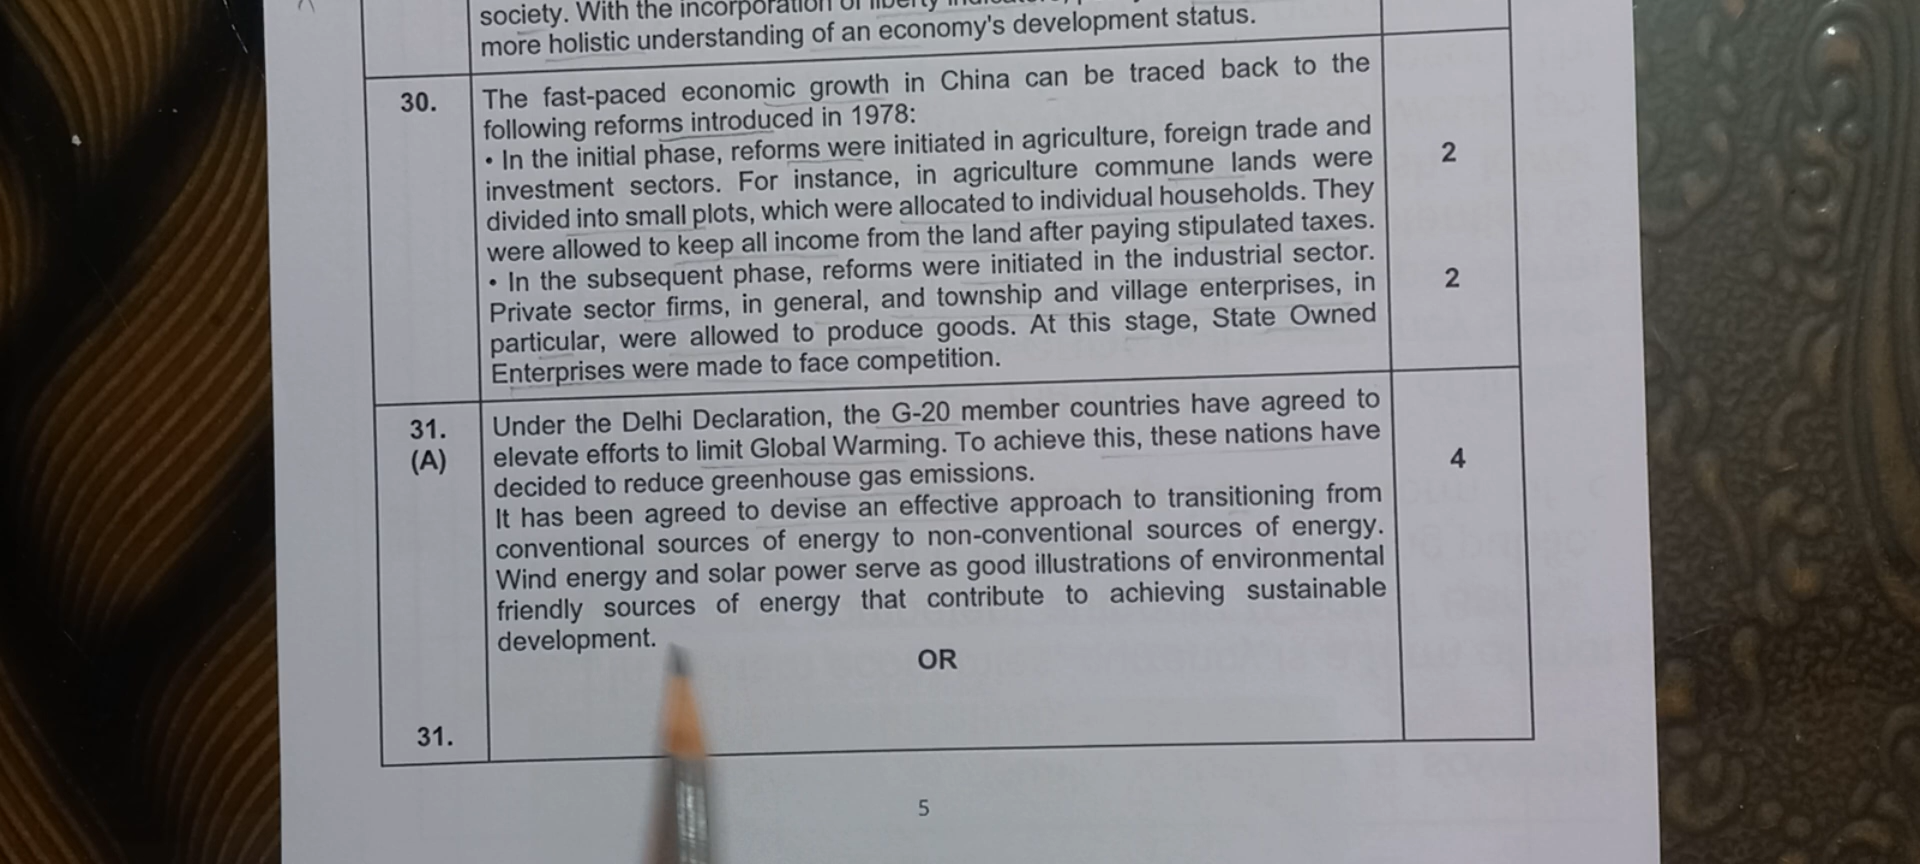 society. With the incorporation of liberty
more holistic understanding of an economy's development status.
30.
The fast-paced economic growth in China can be traced back to the
following reforms introduced in 1978:
• In the initial phase, reforms were initiated in agriculture, foreign trade and
investment sectors. For instance, in agriculture commune lands were
divided into small plots, which were allocated to individual households. They
were allowed to keep all income from the land after paying stipulated taxes.
2
• In the subsequent phase, reforms were initiated in the industrial sector.
Private sector firms, in general, and township and village enterprises, in
particular, were allowed to produce goods. At this stage, State Owned
Enterprises were made to face competition.
2
31.
(A)
Under the Delhi Declaration, the G-20 member countries have agreed to
elevate efforts to limit Global Warming. To achieve this, these nations have
decided to reduce greenhouse gas emissions.
It has been agreed to devise an effective approach to transitioning from
conventional sources of energy to non-conventional sources of energy.
Wind energy and solar power serve as good illustrations of environmental
friendly sources of energy that contribute to achieving sustainable
development.
4
OR
31.
5